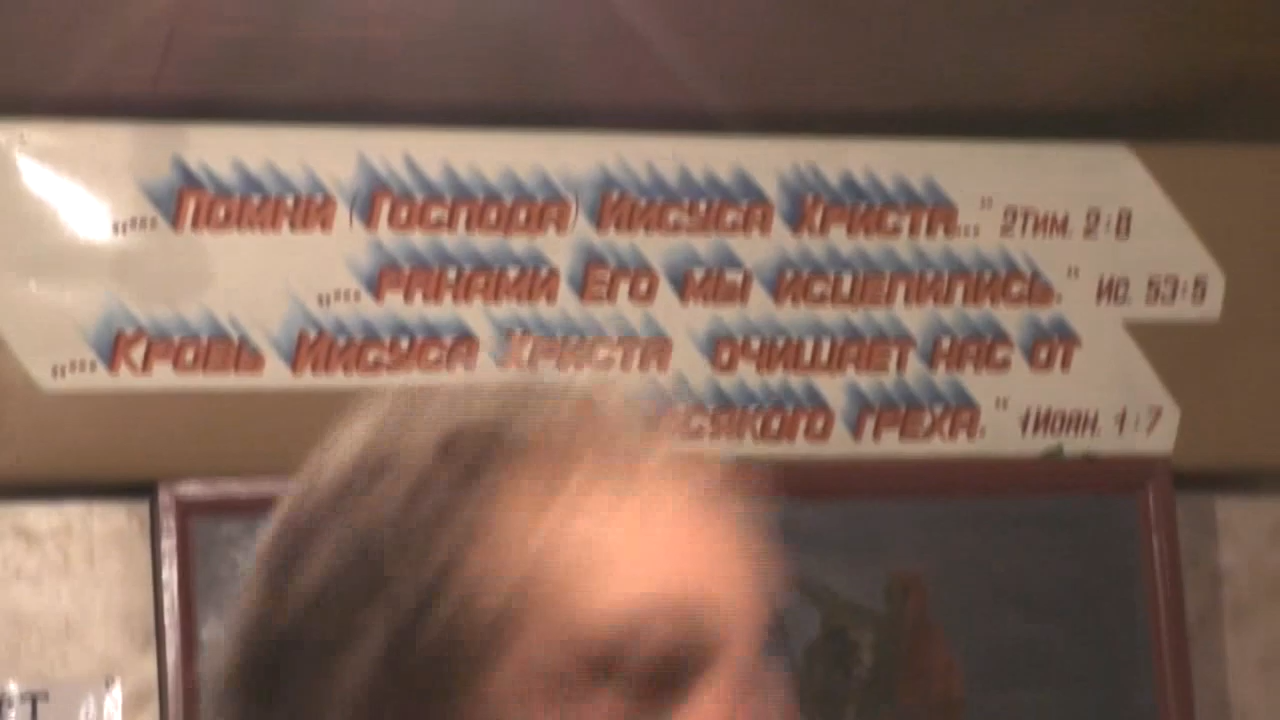 „... Помни (Господа) Иисуса Христа..." 2Тим. 2:8
„... ранами Его мы исцелились." Ис. 53:5
„... Кровь Иисуса Христа очищает нас от
греха." 1Иоан. 1:7